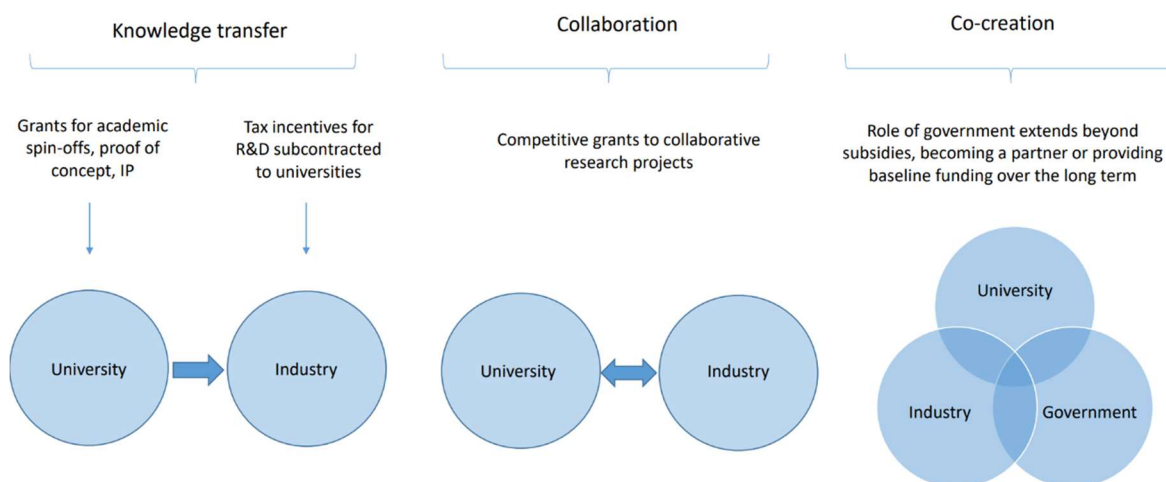 Knowledge transfer
Grants for academic
spin-offs, proof of
concept, IP
Tax incentives for
R&D subcontracted
to universities
University
Industry
Collaboration
Competitive grants to collaborative
research projects
University
Industry
Co-creation
Role of government extends beyond
subsidies, becoming a partner or providing
baseline funding over the long term
University
Industry
Government